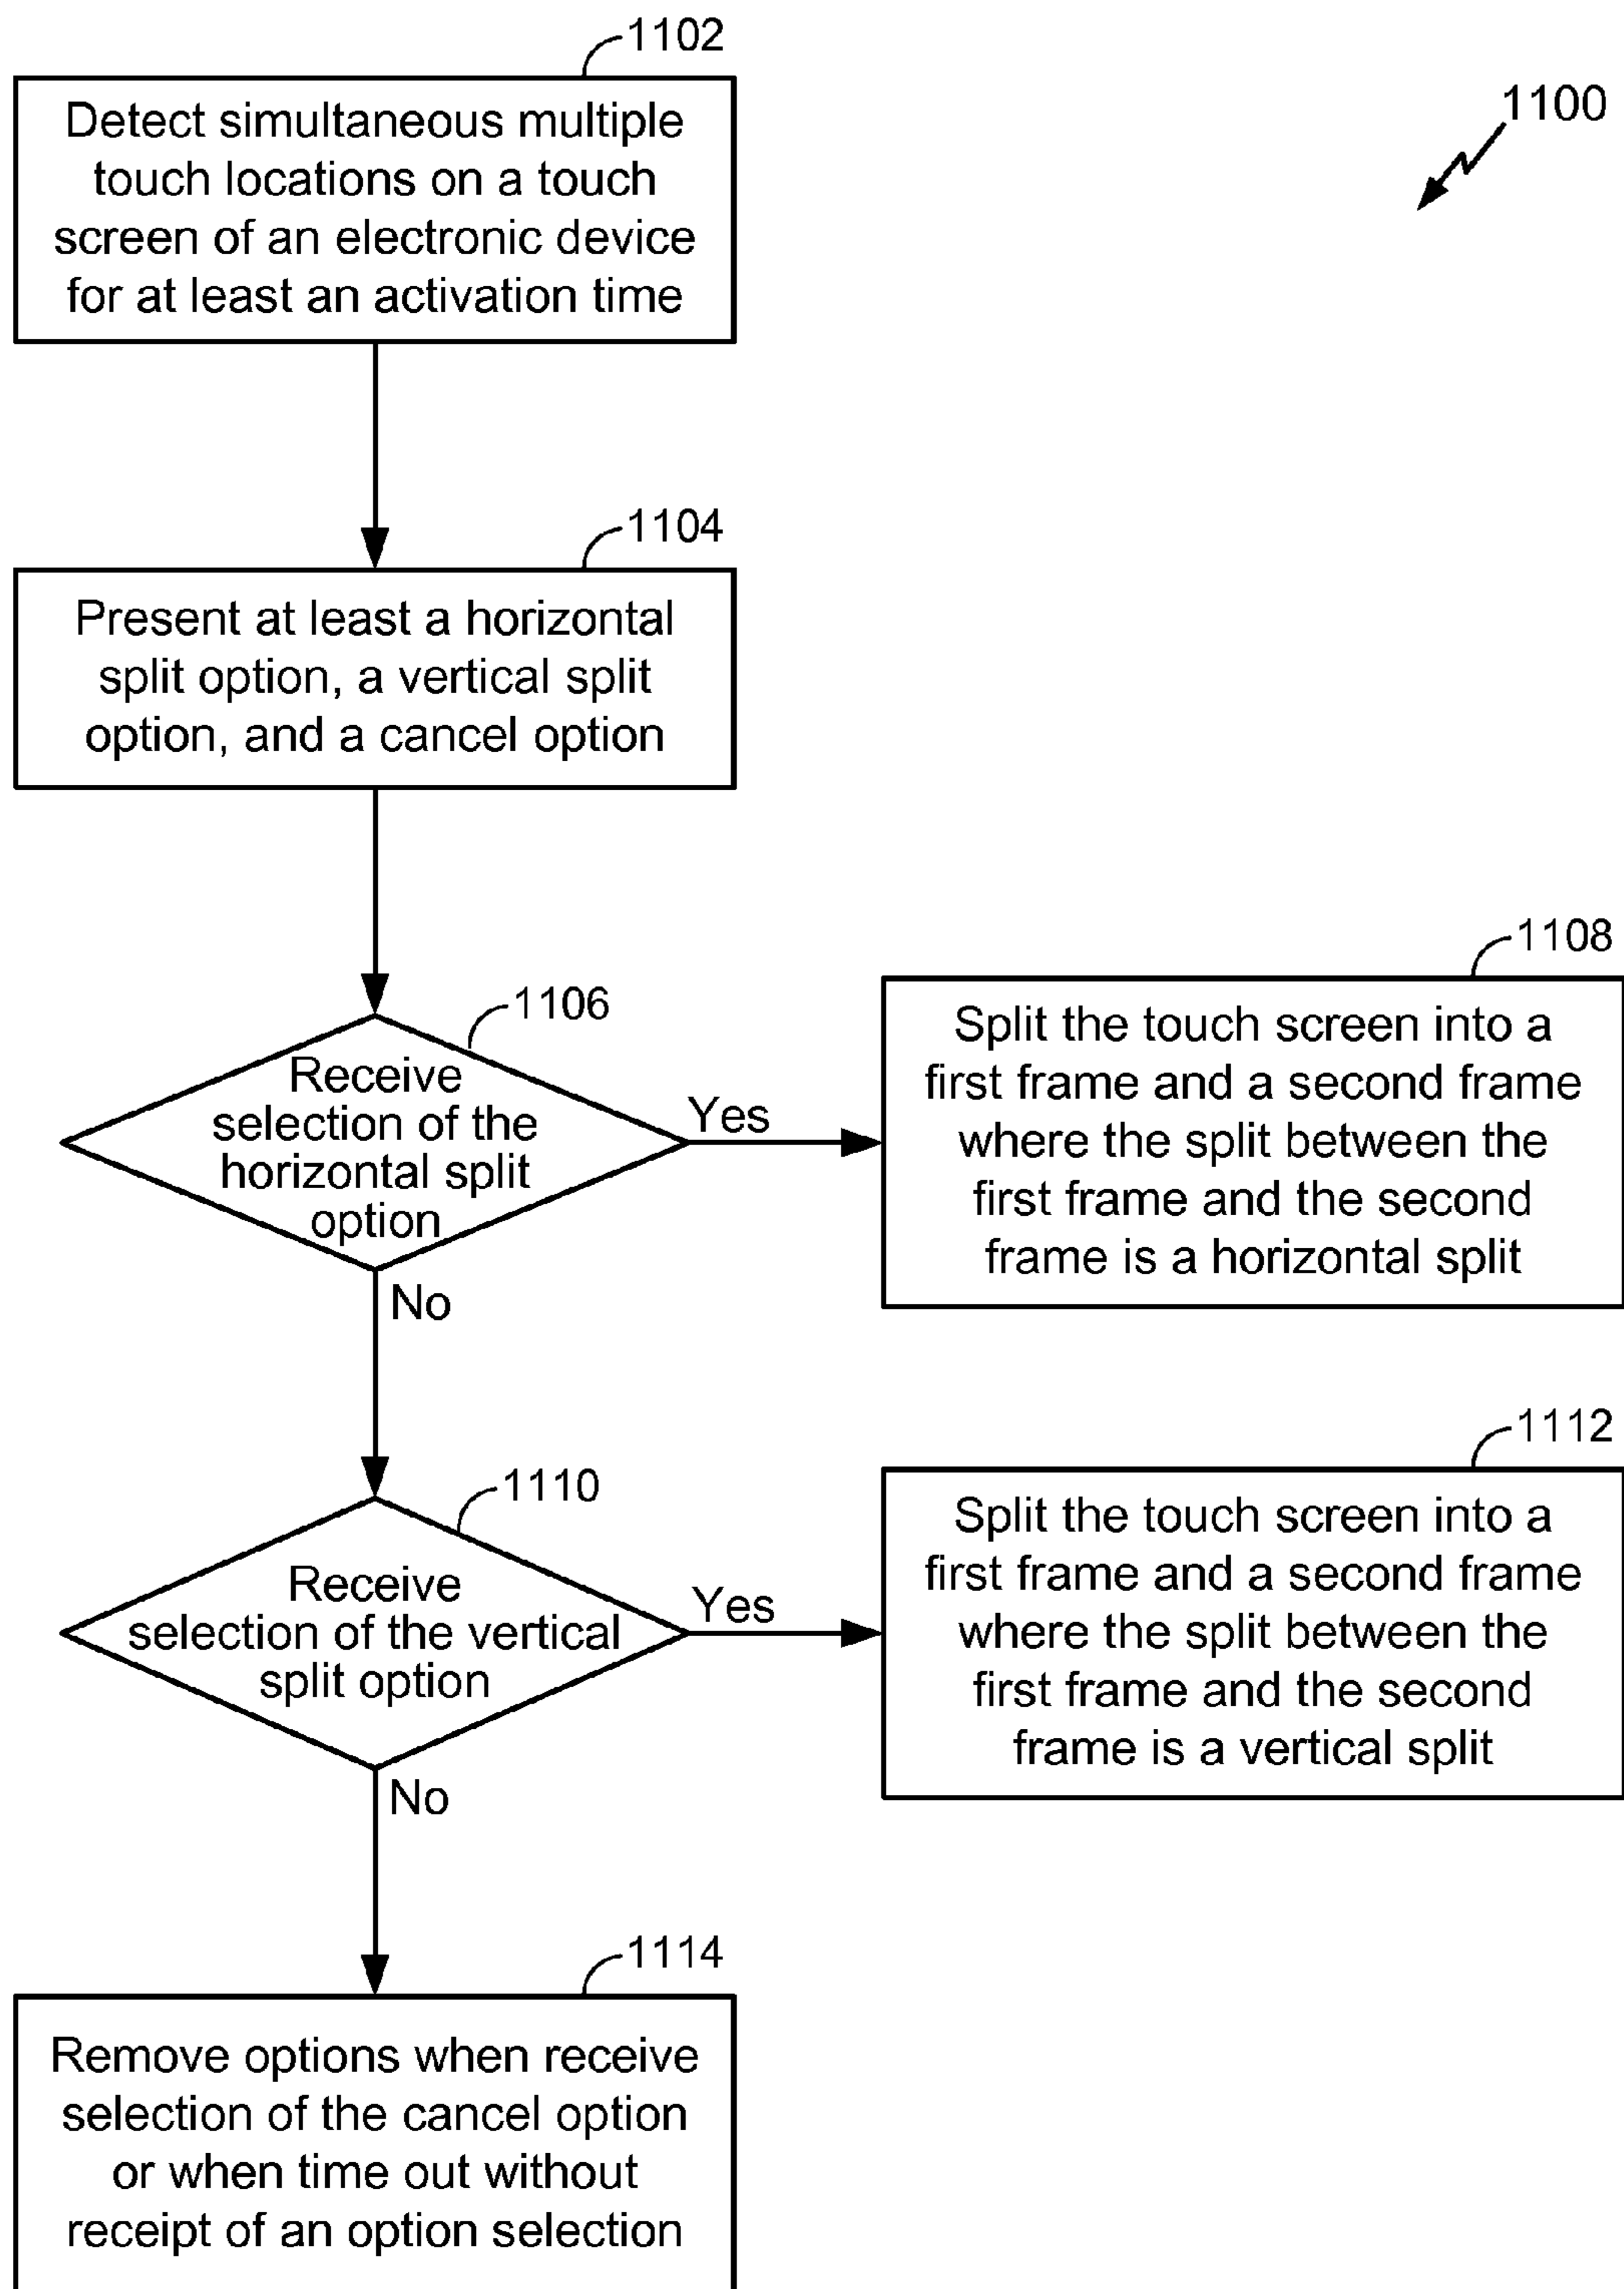 1102
1100
Detect simultaneous multiple
touch locations on a touch
screen of an electronic device
for at least an activation time
1104
Present at least a horizontal
split option, a vertical split
option, and a cancel option
1106
Receive
selection of the
horizontal split
option
Yes
No
1108
Split the touch screen into a
first frame and a second frame
where the split between the
first frame and the second
frame is a horizontal split
1110
Receive
selection of the vertical
split option
Yes
No
1112
Split the touch screen into a
first frame and a second frame
where the split between the
first frame and the second
frame is a vertical split
1114
Remove options when receive
selection of the cancel option
or when time out without
receipt of an option selection